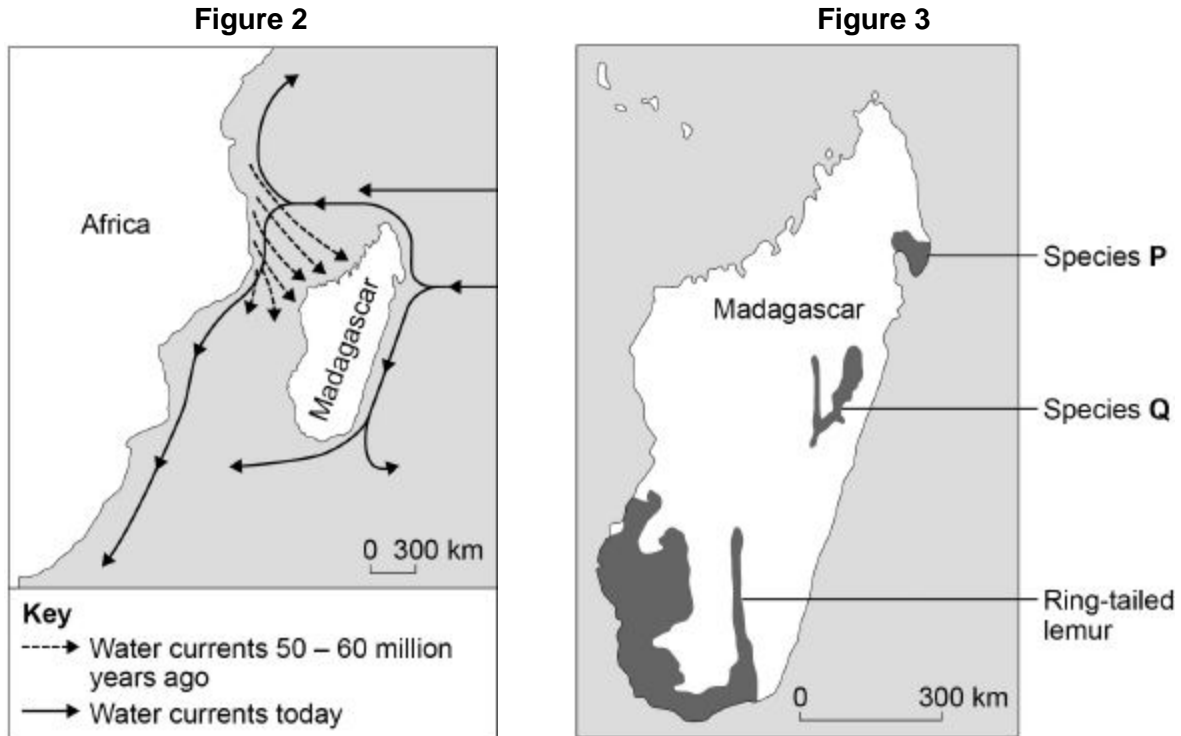 Figure 2
Africa
Madagascar
0 300 km
Key
Water currents 50 – 60 million
years ago
Water currents today
Figure 3
Madagascar
Species P
Species Q
Ring-tailed
lemur
0 300 km